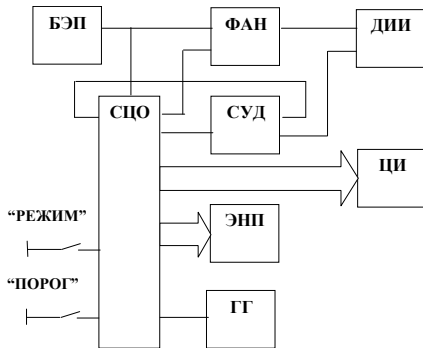 БЭП
ФАН
ДИИ
СЦО
СУД
ЦИ
“РЕЖИМ”
ЭНП
“ПОРОГ”
ГГ